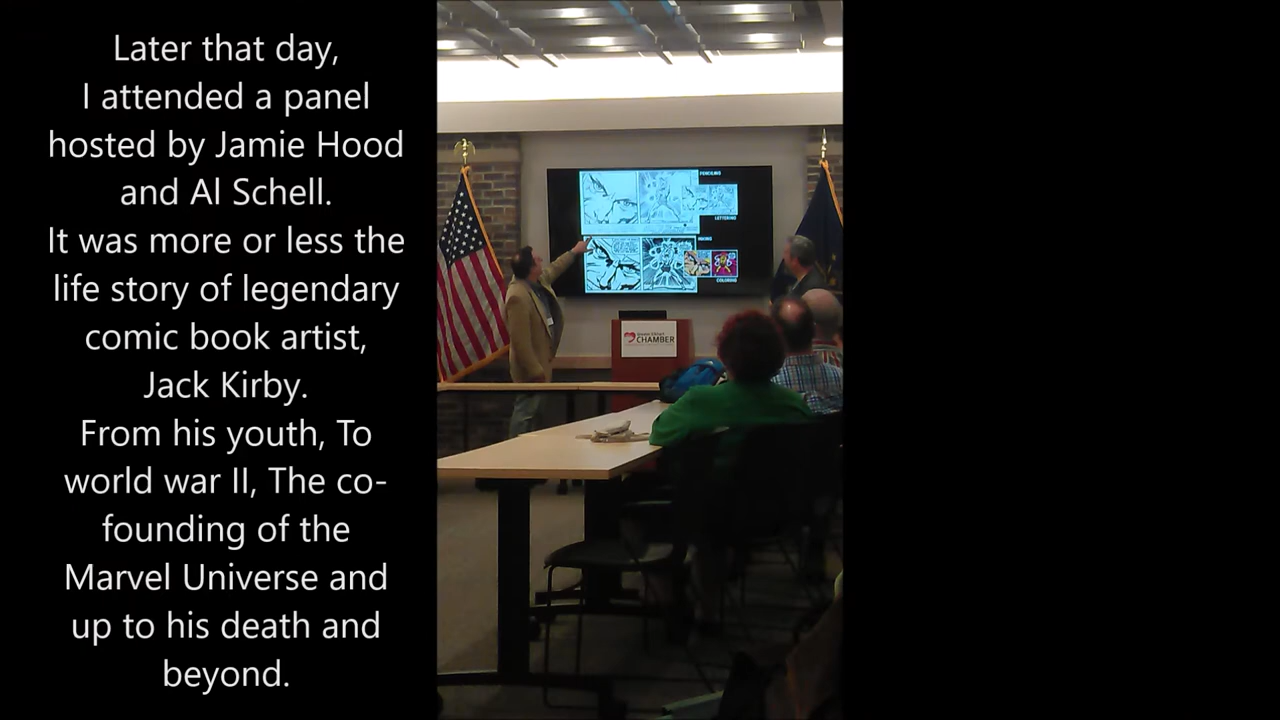 Later that day,
I attended a panel
hosted by Jamie Hood
and Al Schell.
It was more or less the
life story of legendary
comic book artist,
Jack Kirby.
From his youth, To
world war II, The co-
founding of the
Marvel Universe and
up to his death and
beyond.
PENCILING
LETTERING
INKING
COLORING
CHAMBER